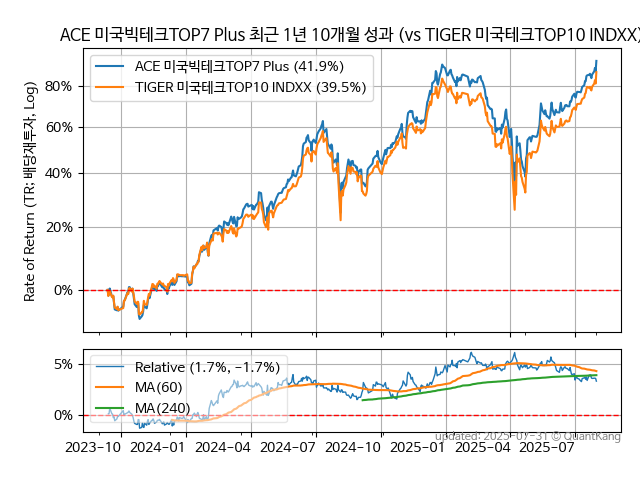 ACE 미국빅테크TOP7 Plus 최근 1년 10개월 성과 (vs TIGER 미국테크TOP10 INDXX)
Rate of Return (TR: 배당재투자, Log)
80%
60%
40%
20%
0%
ACE 미국빅테크TOP7 Plus (41.9%)
TIGER 미국테크TOP10 INDXX (39.5%)
5%
0%
Relative (1.7%, -1.7%)
MA(60)
MA(240)
2023-10 2024-01 2024-04 2024-07 2024-10 2025-01 2025-04 2025-07
updated: 2025-07-31 © QuantKang